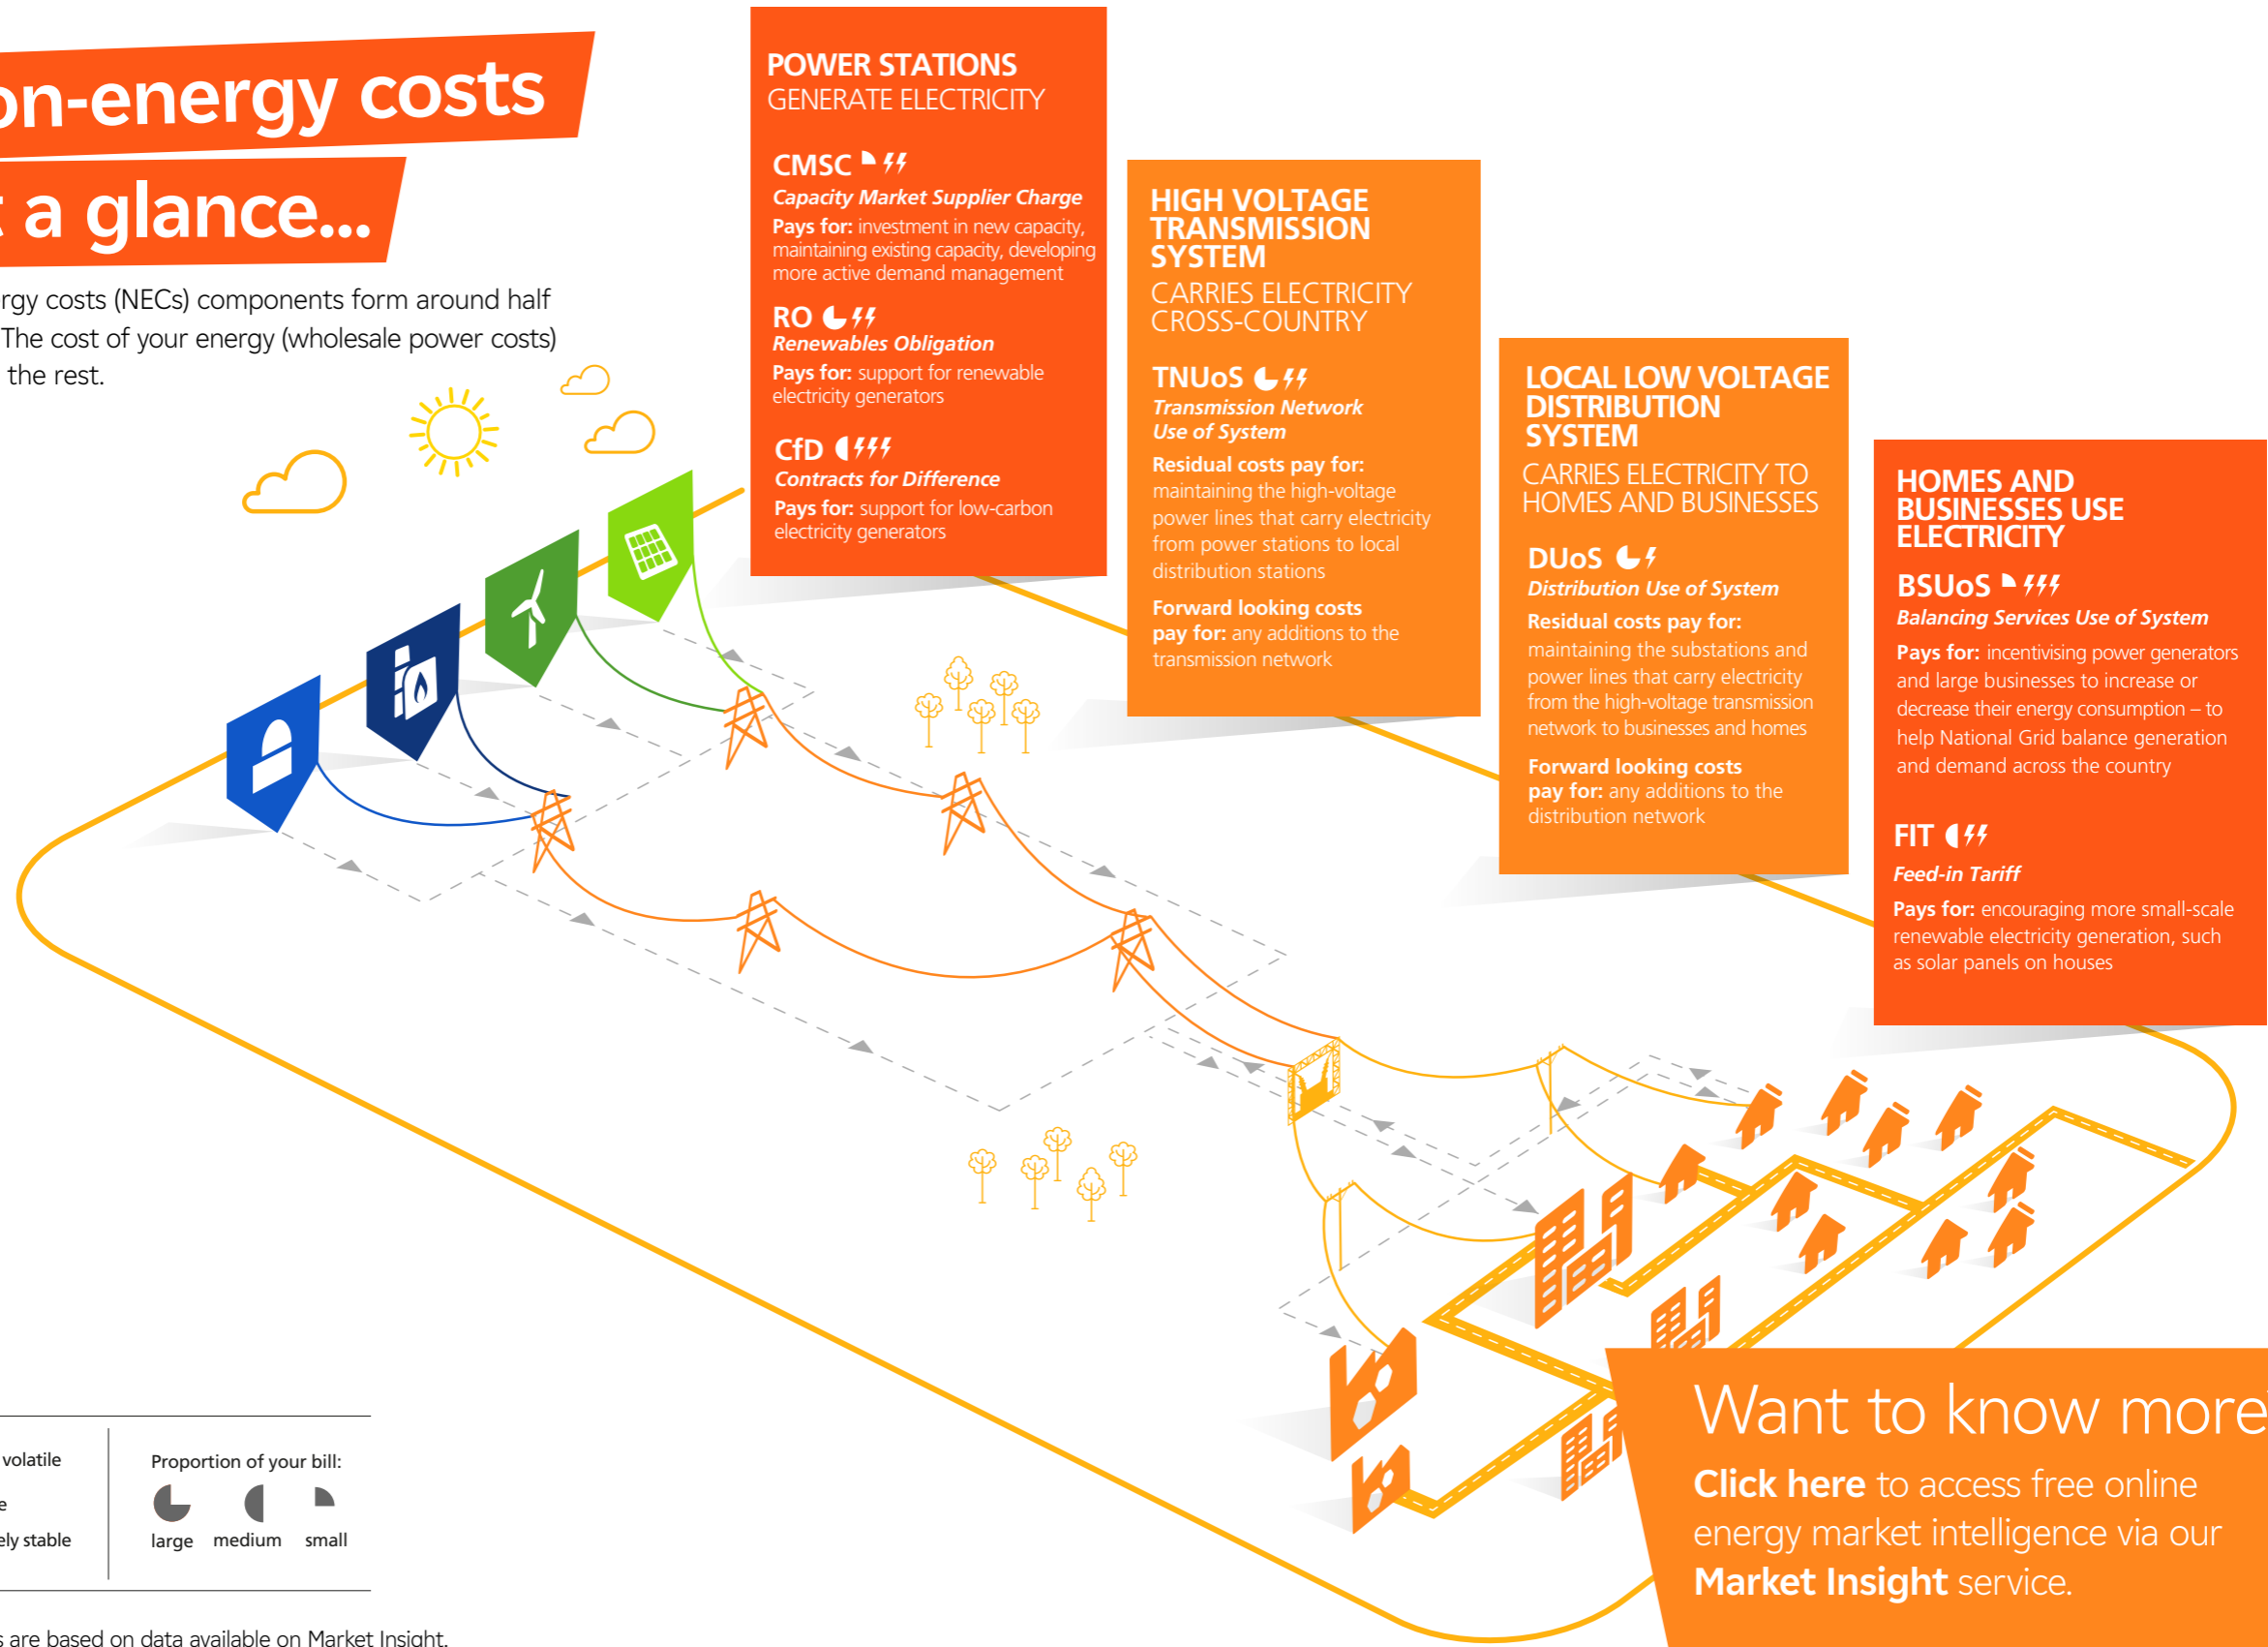 on-energy costs
t a glance...
rgy costs (NECs) components form around half
The cost of your energy (wholesale power costs)
the rest.
POWER STATIONS
GENERATE ELECTRICITY
CMSC
Capacity Market Supplier Charge
Pays for: investment in new capacity,
maintaining existing capacity, developing
more active demand management
RO
Renewables Obligation
Pays for: support for renewable
electricity generators
CfD
Contracts for Difference
Pays for: support for low-carbon
electricity generators
HIGH VOLTAGE
TRANSMISSION
SYSTEM
CARRIES ELECTRICITY
CROSS-COUNTRY
TNUoS
Transmission Network
Use of System
Residual costs pay for:
maintaining the high-voltage
power lines that carry electricity
from power stations to local
distribution stations
Forward looking costs
pay for: any additions to the
transmission network
LOCAL LOW VOLTAGE
DISTRIBUTION
SYSTEM
CARRIES ELECTRICITY TO
HOMES AND BUSINESSES
DUoS
Distribution Use of System
Residual costs pay for:
maintaining the substations and
power lines that carry electricity
from the high-voltage transmission
network to businesses and homes
Forward looking costs
pay for: any additions to the
distribution network
HOMES AND
BUSINESSES USE
ELECTRICITY
BSUoS
Balancing Services Use of System
Pays for: incentivising power generators
and large businesses to increase or
decrease their energy consumption – to
help National Grid balance generation
and demand across the country
FIT
Feed-in Tariff
Pays for: encouraging more small-scale
renewable electricity generation, such
as solar panels on houses
volatile
e
ely stable
Proportion of your bill:
large medium small
s are based on data available on Market Insight.
Want to know more
Click here to access free online
energy market intelligence via our
Market Insight service.